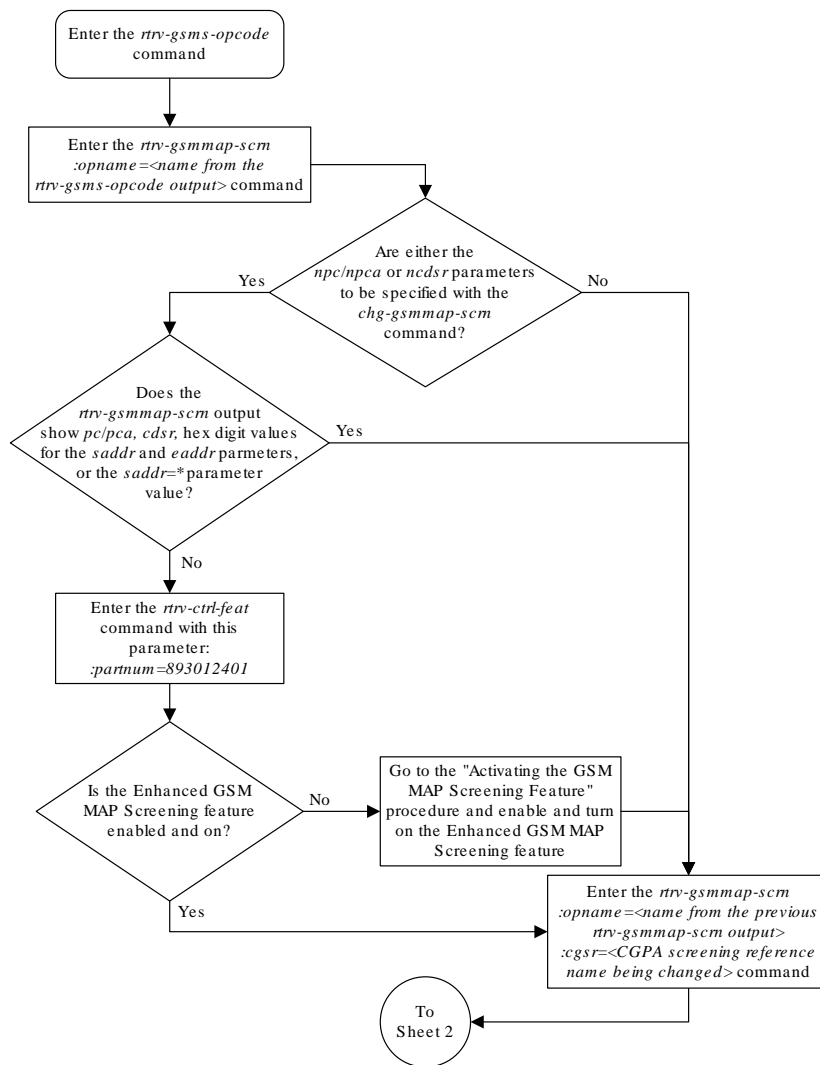 Enter the rtrv-gsms-opcode
command
Enter the rtrv-gsmmap-scrn
:opname=<name from the
rtrv-gsms-opcode output> command
Are either the
npc/npca or ncdsr parameters
to be specified with the
chg-gsmmap-scrn
command?
Yes
No
Does the
rtrv-gsmmap-scrn output
show pc/pca, cdsr, hex digit values
for the saddr and eaddr parmeters,
or the saddr=* parameter
value?
Yes
No
Enter the rtrv-ctrl-feat
command with this
parameter:
:partnum=893012401
Is the Enhanced GSM
MAP Screening feature
enabled and on?
No
Yes
Go to the "Activating the GSM
MAP Screening Feature"
procedure and enable and turn
on the Enhanced GSM MAP
Screening feature
Enter the rtrv-gsmmap-scrn
:opname=<name from the previous
rtrv-gsmmap-scrn output>
:cgsr=<CGPA screening reference
name being changed> command
To
Sheet 2